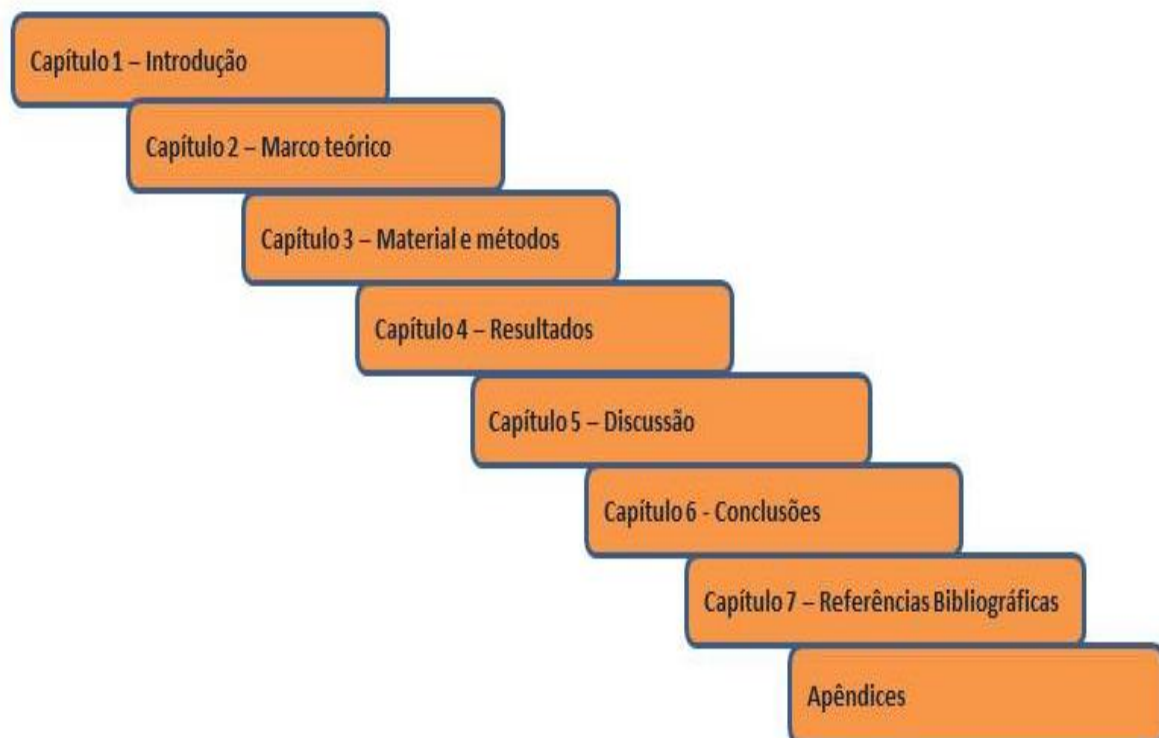 Capítulo 1 – Introdução
Capítulo 2 – Marco teórico
Capítulo 3 – Material e métodos
Capítulo 4 – Resultados
Capítulo 5 – Discussão
Capítulo 6 - Conclusões
Capítulo 7 – Referências Bibliográficas
Apêndices